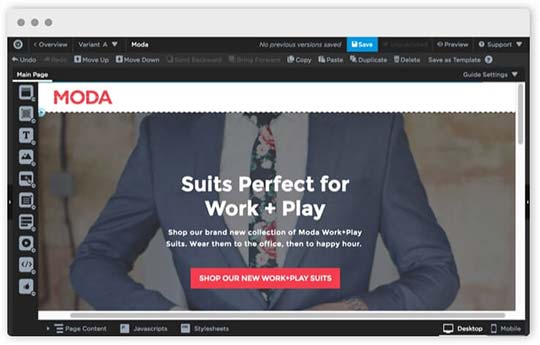 Overview Variant A Moda No previous versions saved Save Unpublished Preview Support
Undo Redo Move Up Move Down Send Backward Bring Forward Copy Paste Duplicate Delete Save as Template ?
Main Page Guide Settings
MODA
Suits Perfect for
Work + Play
Shop our brand new collection of Moda Work+Play
Suits. Wear them to the office, then to happy hour.
SHOP OUR NEW WORK+PLAY SUITS
Page Content Javascripts Stylesheets Desktop Mobile